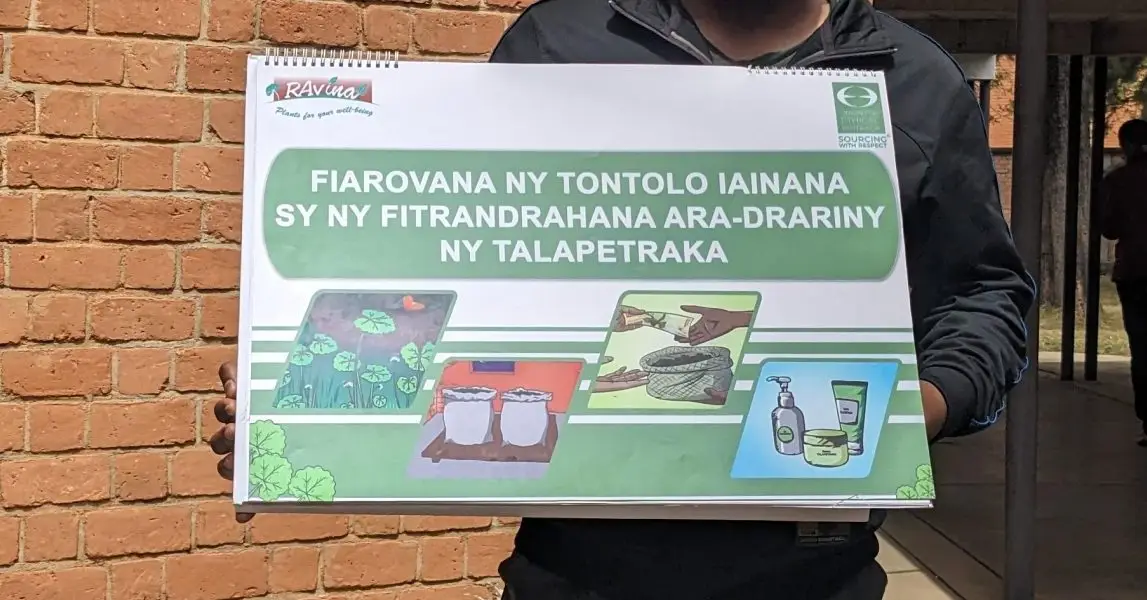 RAvina
Plants for your well-being
SOURCING
WITH RESPECT
FIAROVANA NY TONTOLO IAINANA
SY NY FITRANDRAHANA ARA-DRARINY
NY TALAPETRAKA